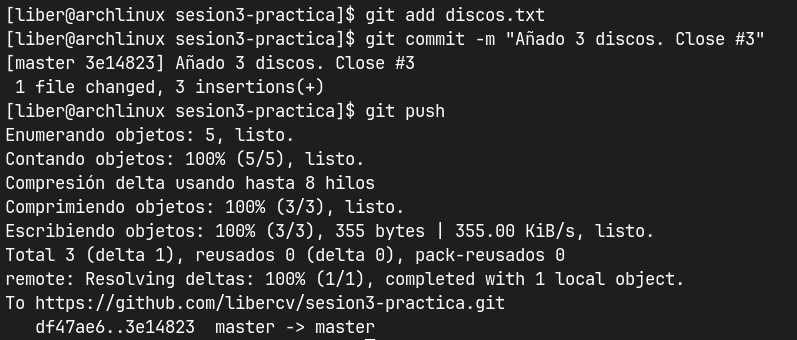 [liber@archlinux sesion3-practica]$ git add discos.txt
[liber@archlinux sesion3-practica]$ git commit -m "Añado 3 discos. Close #3"
[master 3e14823] Añado 3 discos. Close #3
 1 file changed, 3 insertions(+)
[liber@archlinux sesion3-practica]$ git push
Enumerando objetos: 5, listo.
Contando objetos: 100% (5/5), listo.
Compresión delta usando hasta 8 hilos
Comprimiendo objetos: 100% (3/3), listo.
Escribiendo objetos: 100% (3/3), 355 bytes | 355.00 KiB/s, listo.
Total 3 (delta 1), reusados 0 (delta 0), pack-reusados 0
remote: Resolving deltas: 100% (1/1), completed with 1 local object.
To https://github.com/libercv/sesion3-practica.git
   df47ae6..3e14823  master -> master